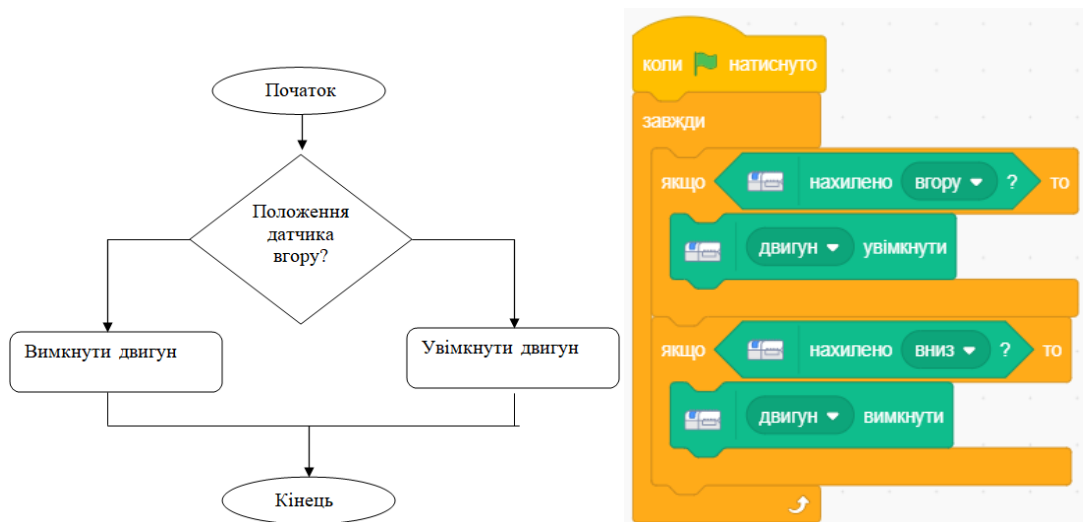 Початок
Положення
датчика
вгору?
Вимкнути двигун
Увімкнути двигун
Кінець
коли натиснуто
завжди
якщо нахилено вгору ? то
двигун увімкнути
якщо нахилено вниз ? то
двигун вимкнути